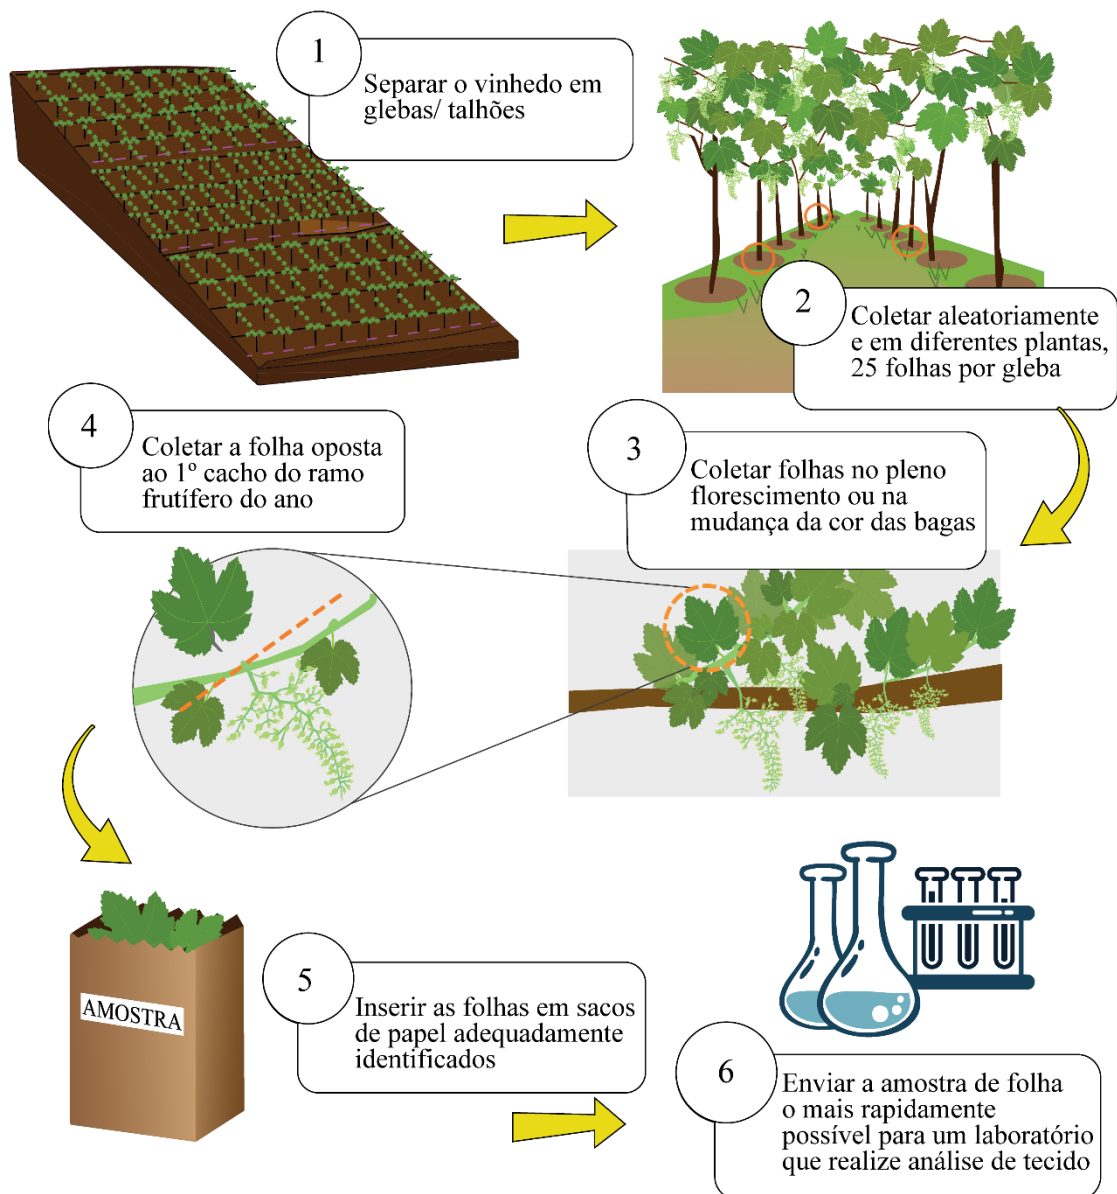 1
Separar o vinhedo em
glebas/ talhões
2
Coletar aleatoriamente
e em diferentes plantas,
25 folhas por gleba
3
Coletar folhas no pleno
florescimento ou na
mudança da cor das bagas
4
Coletar a folha oposta
ao 1º cacho do ramo
frutífero do ano
AMOSTRA
5
Inserir as folhas em sacos
de papel adequadamente
identificados
6
Enviar a amostra de folha
o mais rapidamente
possível para um laboratório
que realize análise de tecido